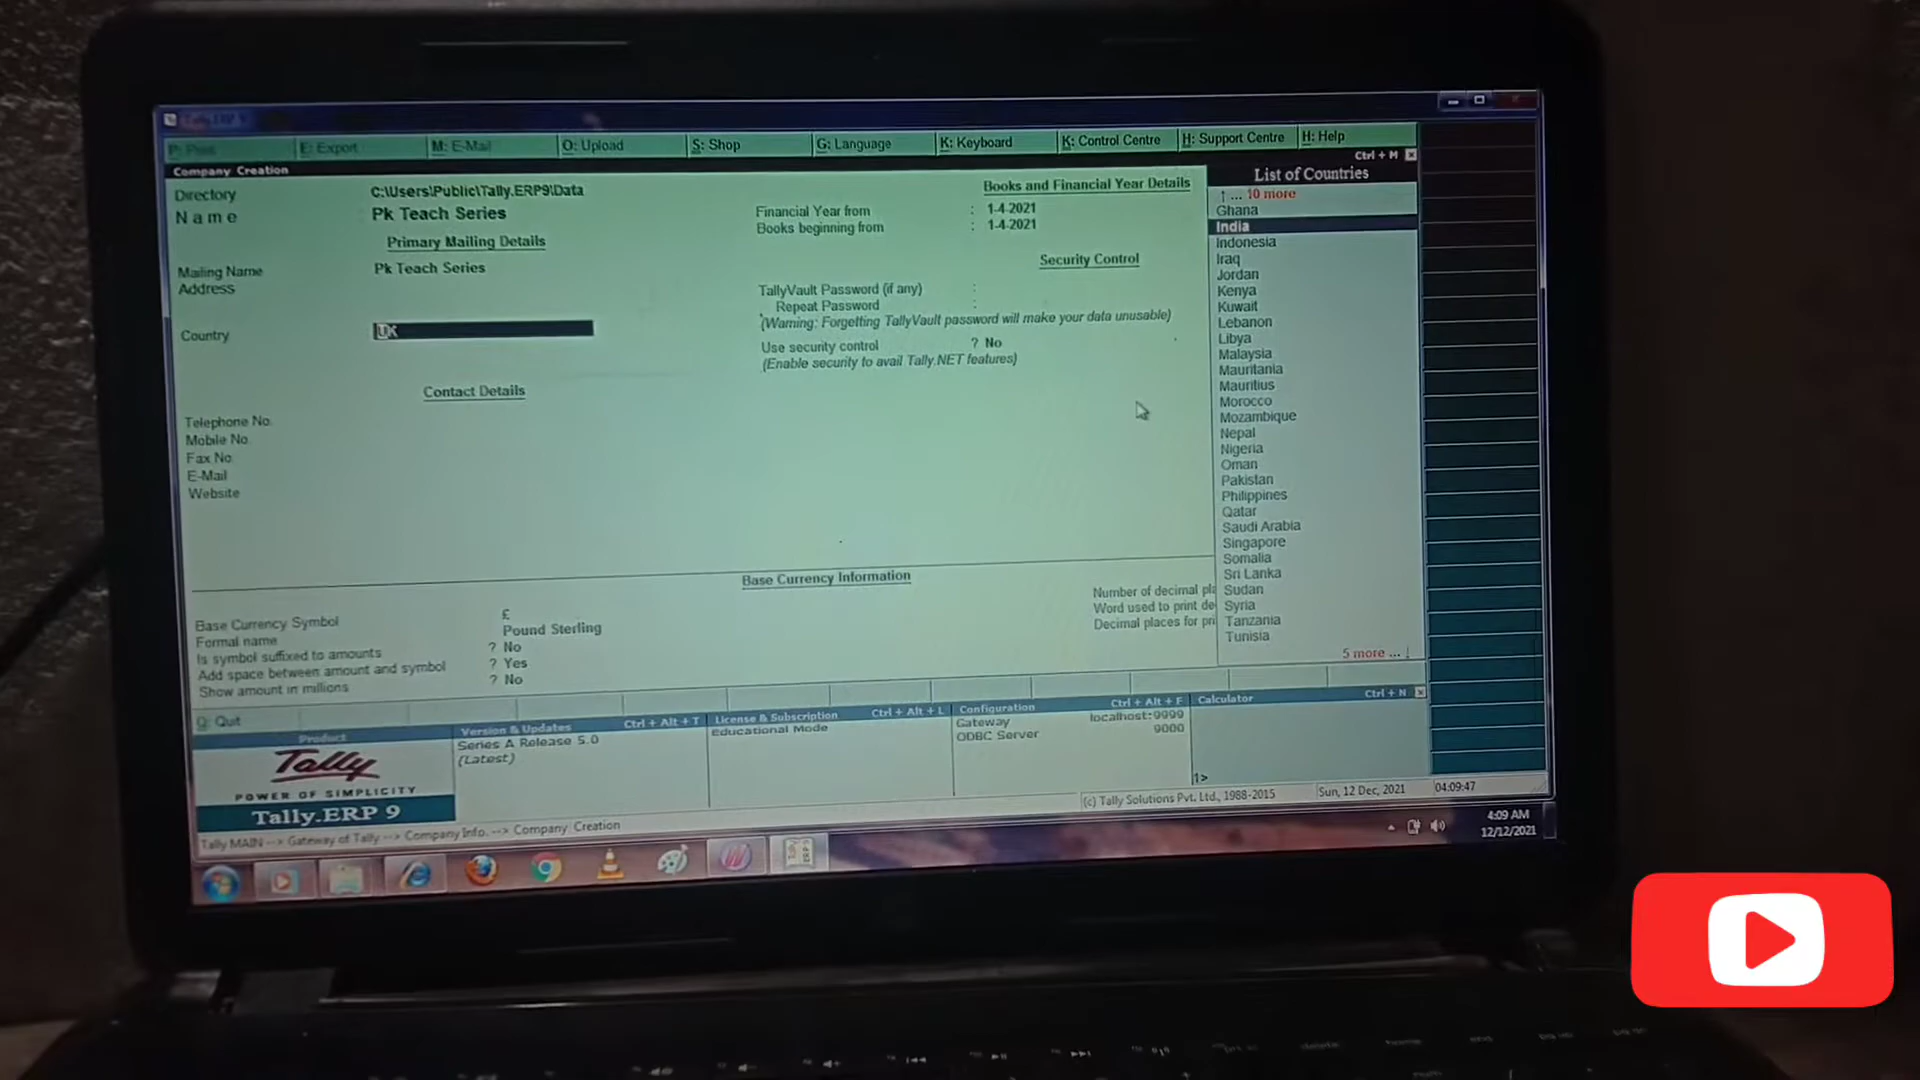 Tally.ERP 9
P: Print E: Export M: E-Mail O: Upload S: Shop G: Language K: Keyboard K: Control Centre H: Support Centre H: Help
Company Creation Ctrl + M
Directory C:\Users\Public\Tally.ERP9\Data
Name Pk Teach Series
Primary Mailing Details
Mailing Name Pk Teach Series
Address
Country UK
Contact Details
Telephone No.
Mobile No.
Fax No.
E-Mail
Website
Books and Financial Year Details
Financial Year from : 1-4-2021
Books beginning from : 1-4-2021
Security Control
TallyVault Password (if any) :
Repeat Password :
(Warning: Forgetting TallyVault password will make your data unusable)
Use security control ? No
(Enable security to avail Tally.NET features)
List of Countries
↑ ... 10 more
Ghana
India
Indonesia
Iraq
Jordan
Kenya
Kuwait
Lebanon
Libya
Malaysia
Mauritania
Mauritius
Morocco
Mozambique
Nepal
Nigeria
Oman
Pakistan
Philippines
Qatar
Saudi Arabia
Singapore
Somalia
Sri Lanka
Sudan
Syria
Tanzania
Tunisia
5 more ... ↓
Base Currency Information
Base Currency Symbol £
Formal name Pound Sterling
Is symbol suffixed to amounts ? No
Add space between amount and symbol ? Yes
Show amount in millions ? No
Number of decimal pla
Word used to print de
Decimal places for pri
Q: Quit
Product
Tally
POWER OF SIMPLICITY
Tally.ERP 9
Version & Updates Ctrl + Alt + T
Series A Release 5.0
(Latest)
License & Subscription Ctrl + Alt + L
Educational Mode
Configuration Ctrl + Alt + F
Gateway localhost:9999
ODBC Server 9000
Calculator Ctrl + N
1>
Tally MAIN --> Gateway of Tally --> Company Info. --> Company Creation
(c) Tally Solutions Pvt. Ltd., 1988-2015
Sun, 12 Dec, 2021
04:09:47
4:09 AM
12/12/2021
delete
home
end